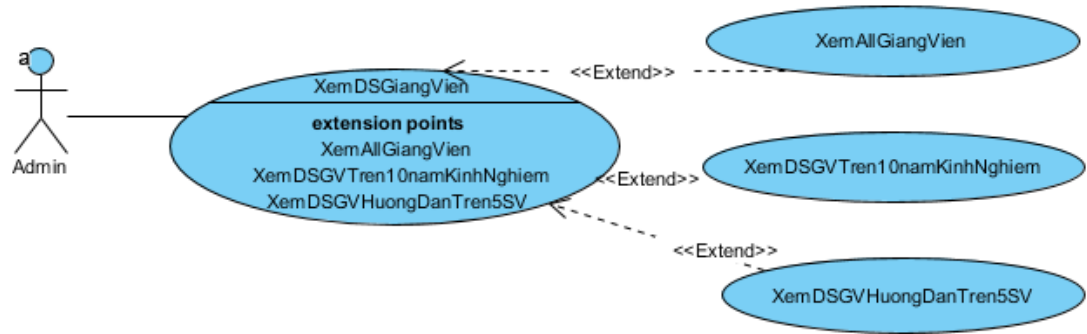 a
Admin
XemDSGiangVien
extension points
XemAllGiangVien
XemDSGVTren10namKinhNghiem
XemDSGVHuongDanTren5SV
<<Extend>>
XemAllGiangVien
<<Extend>>
XemDSGVTren10namKinhNghiem
<<Extend>>
XemDSGVHuongDanTren5SV